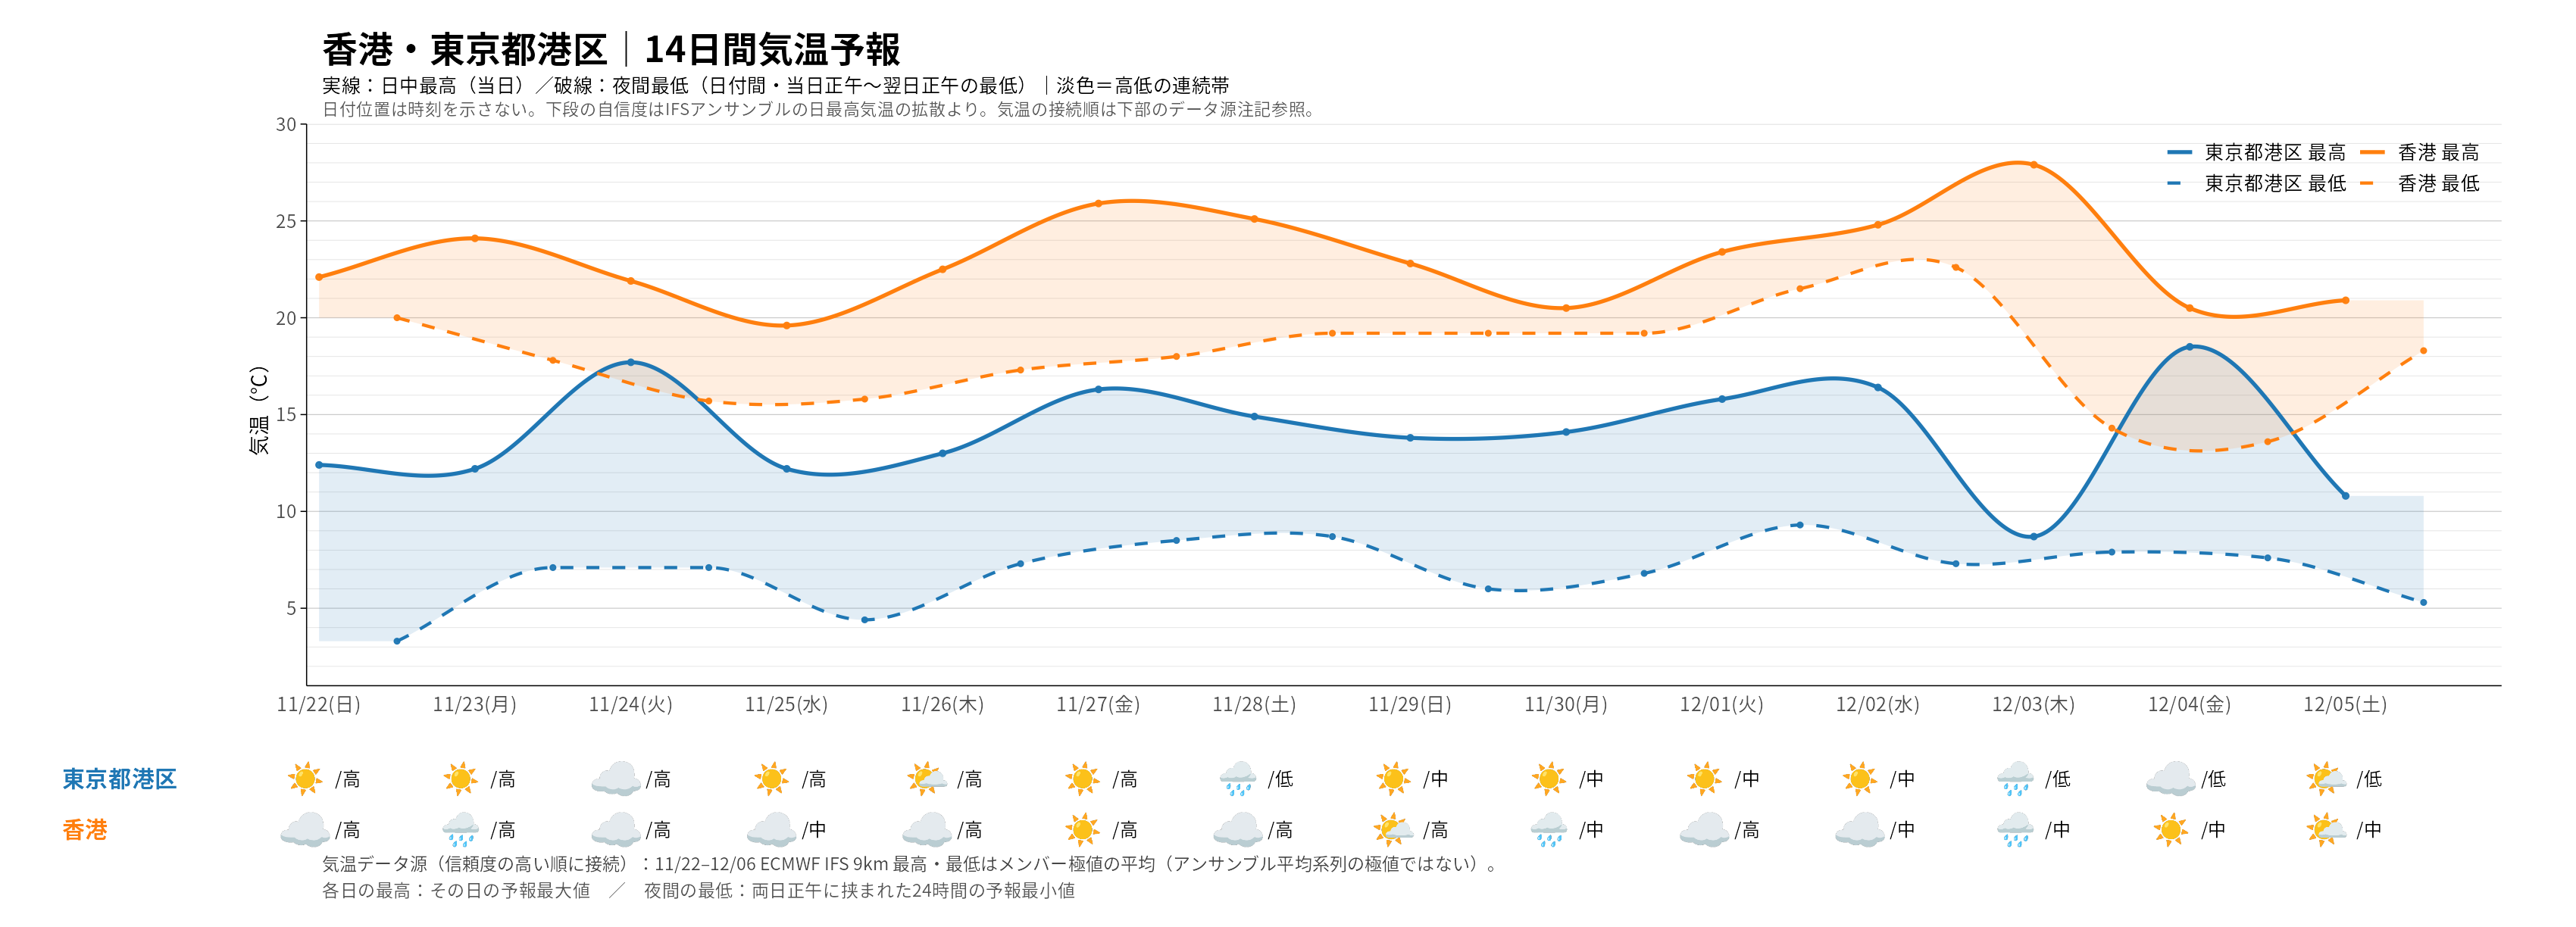 香港・東京都港区｜14日間気温予報
実線：日中最高（当日）／破線：夜間最低（日付間・当日正午～翌日正午の最低）｜淡色＝高低の連続帯
日付位置は時刻を示さない。下段の自信度はIFSアンサンブルの日最高気温の拡散より。気温の接続順は下部のデータ源注記参照。
東京都港区 最高 香港 最高
東京都港区 最低 香港 最低
気温（°C）
30
25
20
15
10
5
11/22(日) 11/23(月) 11/24(火) 11/25(水) 11/26(木) 11/27(金) 11/28(土) 11/29(日) 11/30(月) 12/01(火) 12/02(水) 12/03(木) 12/04(金) 12/05(土)
東京都港区 /高 /高 /高 /高 /高 /高 /低 /中 /中 /中 /中 /低 /低 /低
香港 /高 /高 /高 /中 /高 /高 /高 /高 /中 /高 /中 /中 /中 /中
気温データ源（信頼度の高い順に接続）：11/22–12/06 ECMWF IFS 9km 最高・最低はメンバー極値の平均（アンサンブル平均系列の極値ではない）。
各日の最高：その日の予報最大値　／　夜間の最低：両日正午に挟まれた24時間の予報最小値